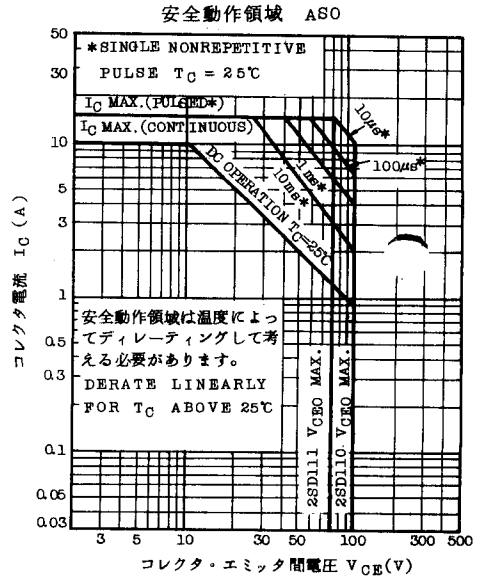 安全動作領域 ASO
50
30
10
5
3
1
0.5
0.3
0.1
0.05
0.03
コレクタ電流 IC (A)
*SINGLE NONREPETITIVE
PULSE TC=25℃
IC MAX.(PULSED*)
IC MAX.(CONTINUOUS)
10μs*
100μs*
1ms*
10ms*
DC OPERATION TC=25℃
安全動作領域は温度によっ
てディレーティングして考
える必要があります。
DERATE LINEARLY
FOR TC ABOVE 25℃
2SD111 VCEO MAX.
2SD110 VCEO MAX.
3 5 10 30 50 100 300 500
コレクタ・エミッタ間電圧 VCE(V)